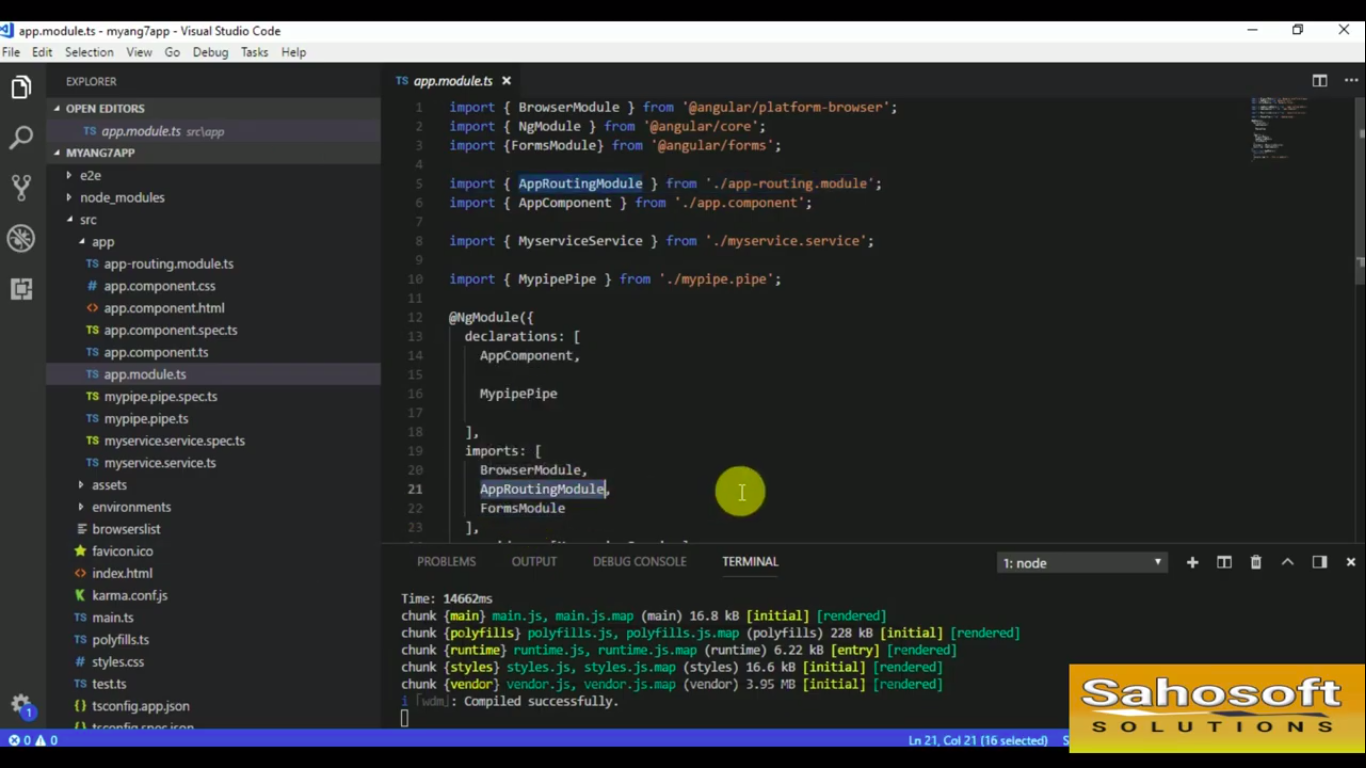 app.module.ts - myang7app - Visual Studio Code
File Edit Selection View Go Debug Tasks Help
EXPLORER
OPEN EDITORS
TS app.module.ts src\app
MYANG7APP
e2e
node_modules
src
app
TS app-routing.module.ts
# app.component.css
<> app.component.html
TS app.component.spec.ts
TS app.component.ts
TS app.module.ts
TS mypipe.pipe.spec.ts
TS mypipe.pipe.ts
TS myservice.service.spec.ts
TS myservice.service.ts
assets
environments
browserslist
favicon.ico
<> index.html
karma.conf.js
TS main.ts
TS polyfills.ts
# styles.css
TS test.ts
{} tsconfig.app.json
{} tsconfig.spec.json
TS app.module.ts
1 import { BrowserModule } from '@angular/platform-browser';
2 import { NgModule } from '@angular/core';
3 import {FormsModule} from '@angular/forms';
4
5 import { AppRoutingModule } from './app-routing.module';
6 import { AppComponent } from './app.component';
7
8 import { MyserviceService } from './myservice.service';
9
10 import { MypipePipe } from './mypipe.pipe';
11
12 @NgModule({
13 declarations: [
14 AppComponent,
15
16 MypipePipe
17
18 ],
19 imports: [
20 BrowserModule,
21 AppRoutingModule,
22 FormsModule
23 ],
PROBLEMS OUTPUT DEBUG CONSOLE TERMINAL 1: node
Time: 14662ms
chunk {main} main.js, main.js.map (main) 16.8 kB [initial] [rendered]
chunk {polyfills} polyfills.js, polyfills.js.map (polyfills) 228 kB [initial] [rendered]
chunk {runtime} runtime.js, runtime.js.map (runtime) 6.22 kB [entry] [rendered]
chunk {styles} styles.js, styles.js.map (styles) 16.6 kB [initial] [rendered]
chunk {vendor} vendor.js, vendor.js.map (vendor) 3.95 MB [initial] [rendered]
i ｢wdm｣: Compiled successfully.
1
0 0 Ln 21, Col 21 (16 selected)
Sahosoft
SOLUTIONS